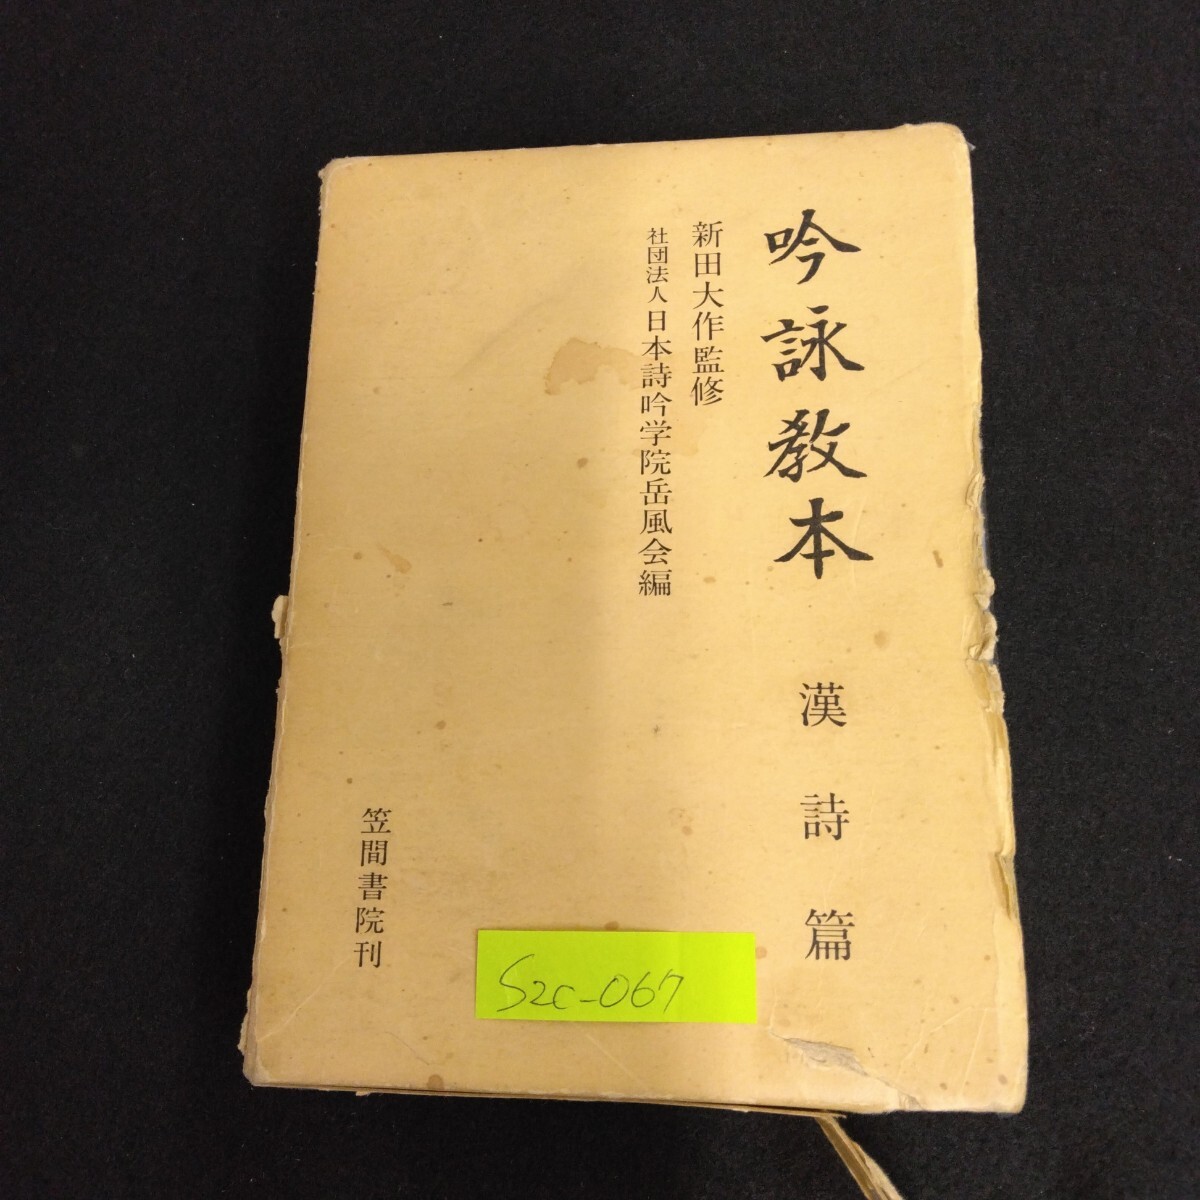 吟詠教本 漢詩篇
新田大作監修
社団法人日本詩吟学院岳風会編
笠間書院刊
S2C-067